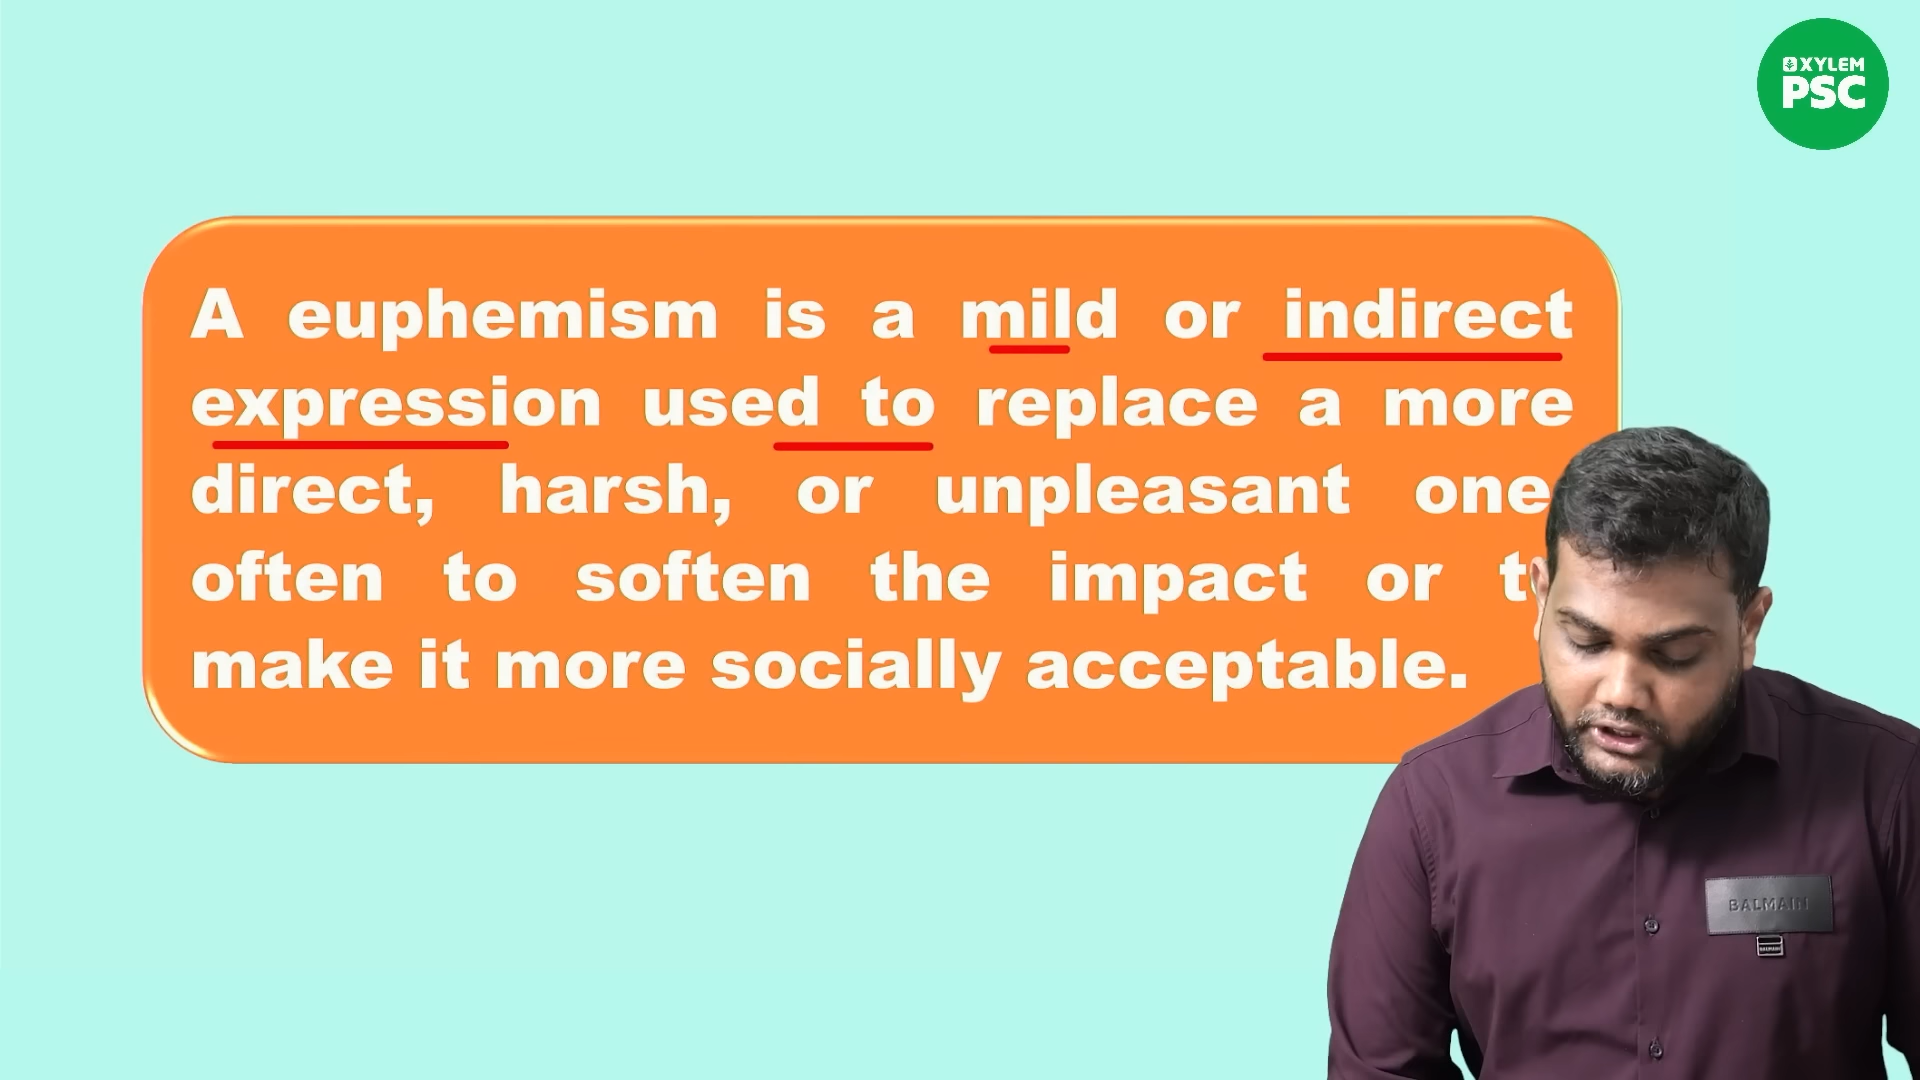 XYLEM
PSC
A euphemism is a mild or indirect
expression used to replace a more
direct, harsh, or unpleasant one
often to soften the impact or
make it more socially acceptable.
BALMAIN